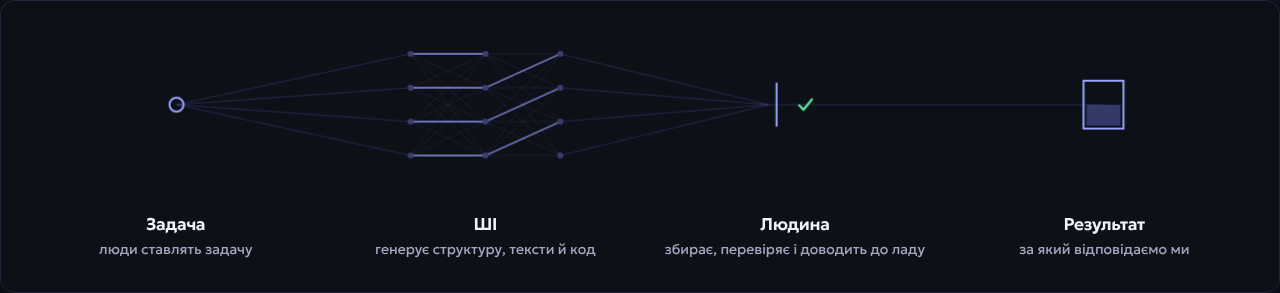 Задача
люди ставлять задачу
ШІ
генерує структуру, тексти й код
Людина
збирає, перевіряє і доводить до ладу
Результат
за який відповідаємо ми